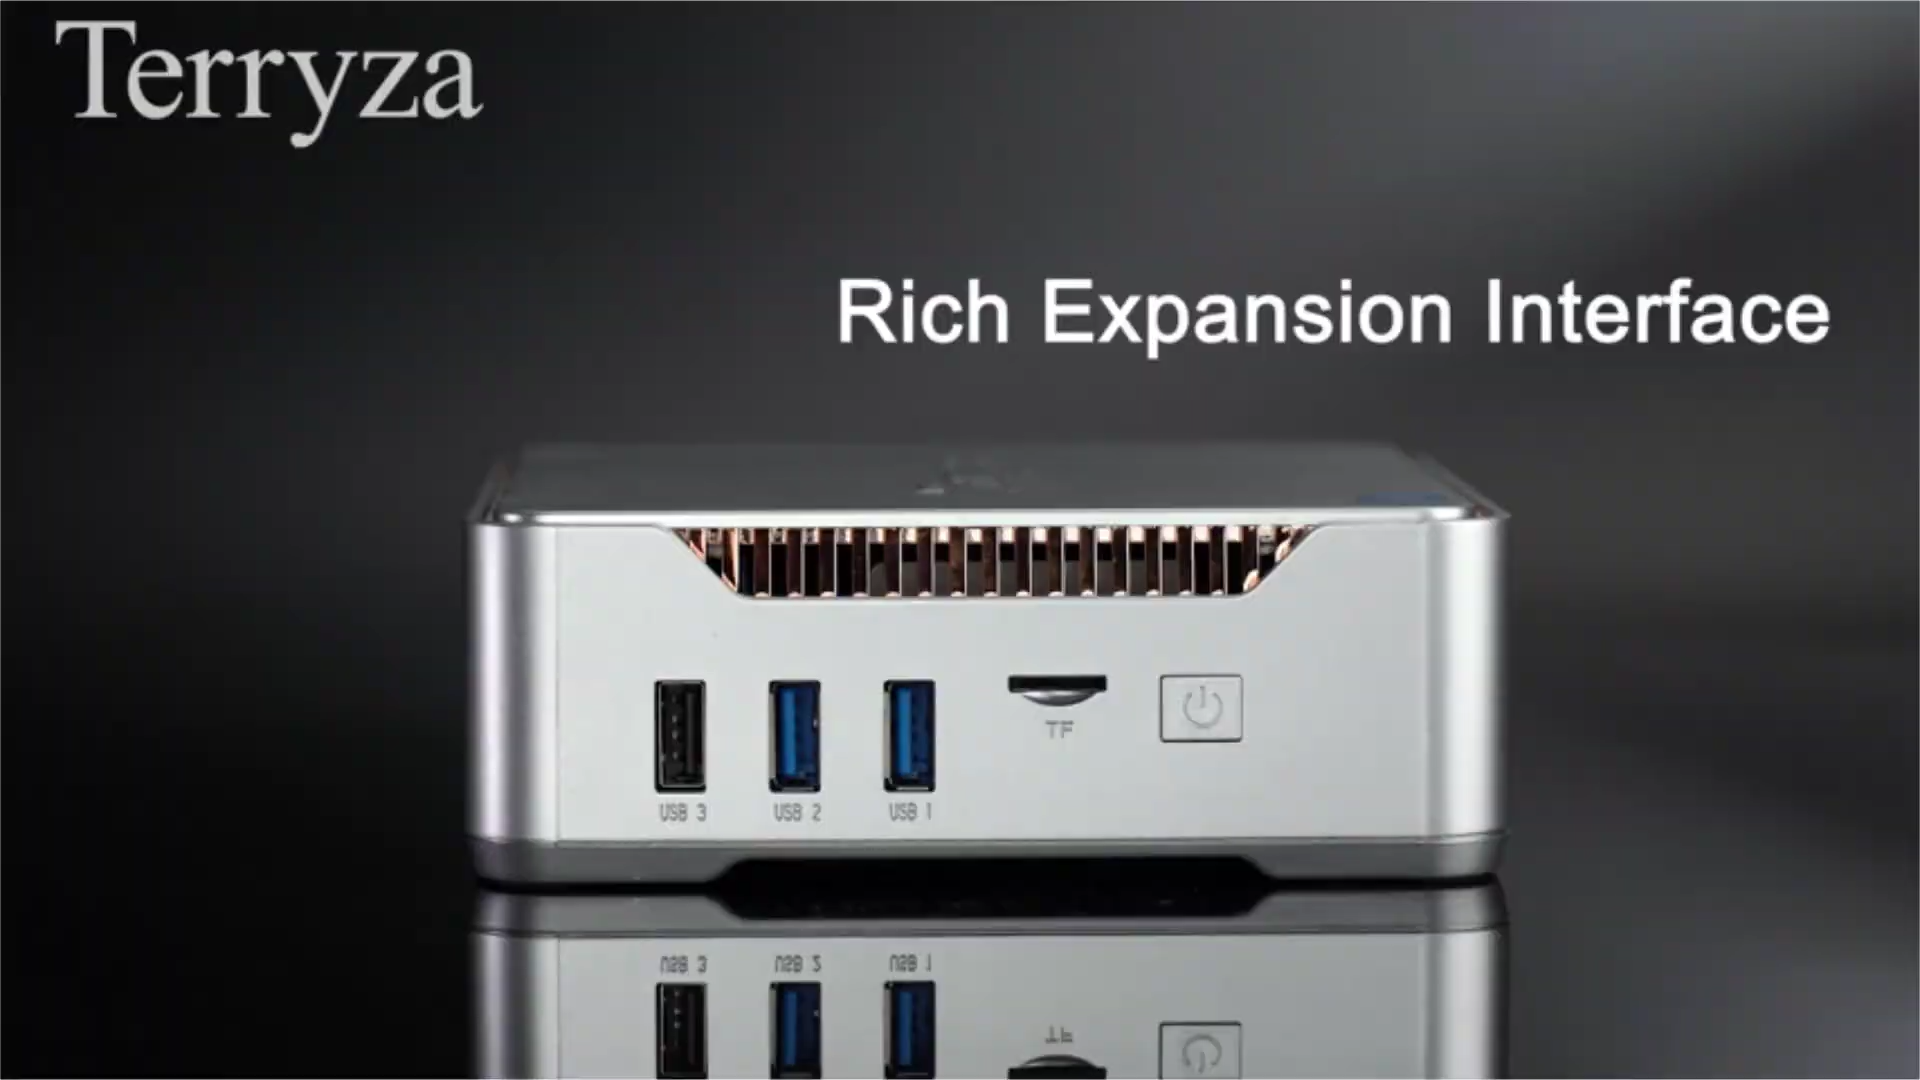 Terryza
Rich Expansion Interface
TF
USB 3
USB 2
USB 1